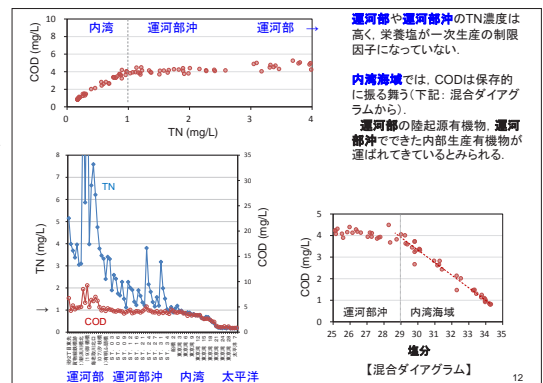 内湾 運河部沖 運河部 →
COD (mg/L)
10
8
6
4
2
0
0 1 2 3 4
TN (mg/L)
運河部や運河部沖のTN濃度は
高く, 栄養塩が一次生産の制限
因子になっていない.
内湾海域では, CODは保存的
に振る舞う(下記: 混合ダイアグ
ラムから).
運河部の陸起源有機物, 運河
部沖でできた内部生産有機物が
運ばれてきているとみられる.
TN (mg/L)
8
7
6
5
4
3
2
1
0
→
TN
COD
COD (mg/L)
35
30
25
20
15
10
5
0
運河部 運河部沖 内湾 太平洋
COD (mg/L)
5
4
3
2
1
0
運河部沖 内湾海域
25 26 27 28 29 30 31 32 33 34 35
塩分
【混合ダイアグラム】
12